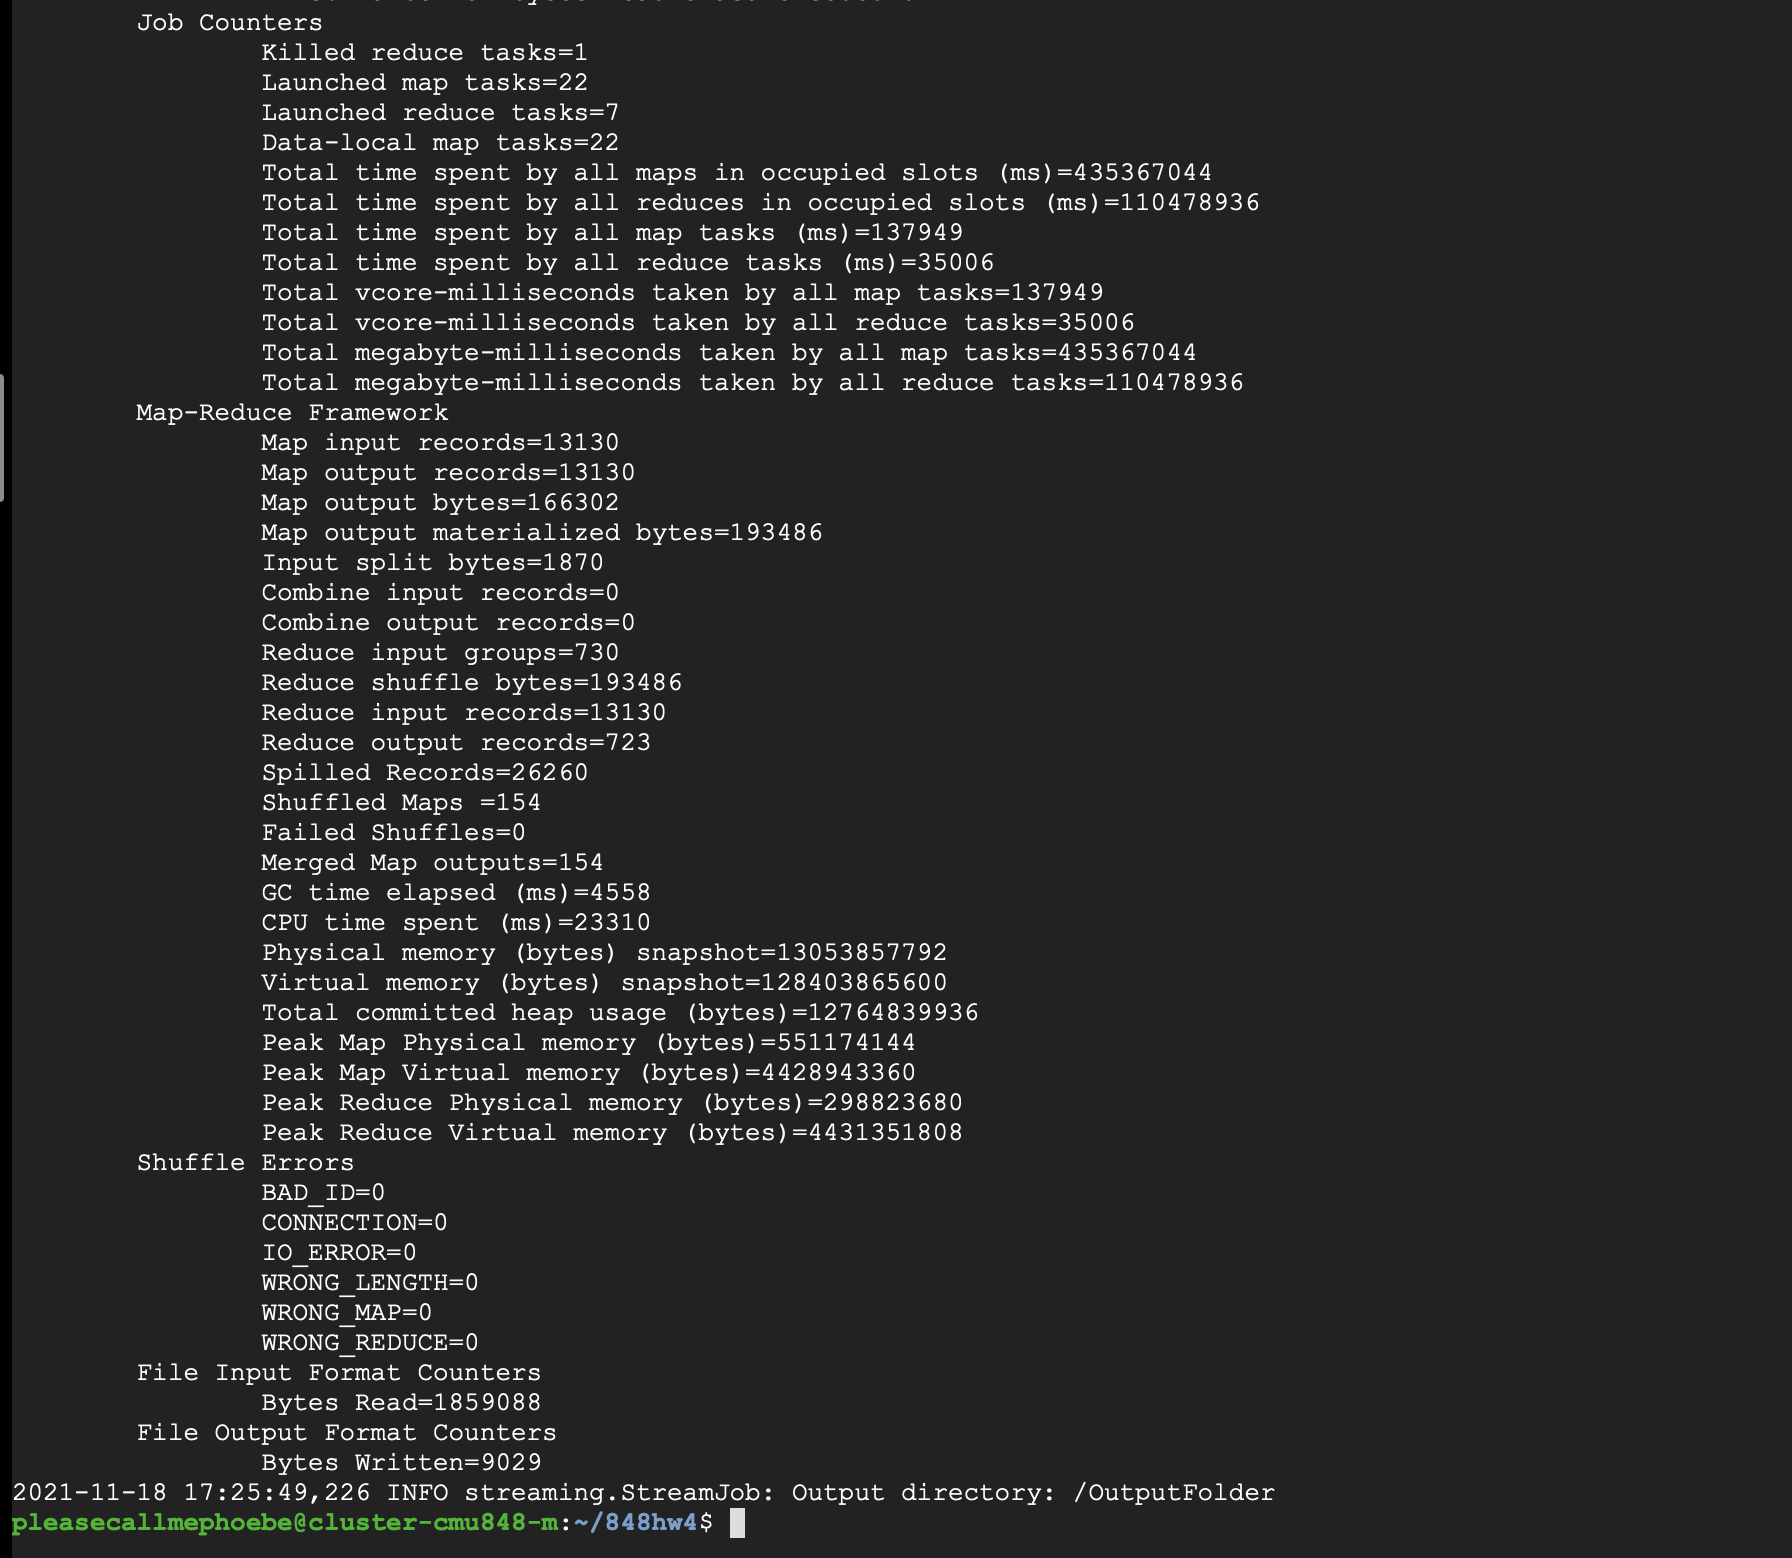 Job Counters
Killed reduce tasks=1
Launched map tasks=22
Launched reduce tasks=7
Data-local map tasks=22
Total time spent by all maps in occupied slots (ms)=435367044
Total time spent by all reduces in occupied slots (ms)=110478936
Total time spent by all map tasks (ms)=137949
Total time spent by all reduce tasks (ms)=35006
Total vcore-milliseconds taken by all map tasks=137949
Total vcore-milliseconds taken by all reduce tasks=35006
Total megabyte-milliseconds taken by all map tasks=435367044
Total megabyte-milliseconds taken by all reduce tasks=110478936
Map-Reduce Framework
Map input records=13130
Map output records=13130
Map output bytes=166302
Map output materialized bytes=193486
Input split bytes=1870
Combine input records=0
Combine output records=0
Reduce input groups=730
Reduce shuffle bytes=193486
Reduce input records=13130
Reduce output records=723
Spilled Records=26260
Shuffled Maps =154
Failed Shuffles=0
Merged Map outputs=154
GC time elapsed (ms)=4558
CPU time spent (ms)=23310
Physical memory (bytes) snapshot=13053857792
Virtual memory (bytes) snapshot=128403865600
Total committed heap usage (bytes)=12764839936
Peak Map Physical memory (bytes)=551174144
Peak Map Virtual memory (bytes)=4428943360
Peak Reduce Physical memory (bytes)=298823680
Peak Reduce Virtual memory (bytes)=4431351808
Shuffle Errors
BAD_ID=0
CONNECTION=0
IO_ERROR=0
WRONG_LENGTH=0
WRONG_MAP=0
WRONG_REDUCE=0
File Input Format Counters
Bytes Read=1859088
File Output Format Counters
Bytes Written=9029
2021-11-18 17:25:49,226 INFO streaming.StreamJob: Output directory: /OutputFolder
pleasecallmephoebe@cluster-cmu848-m:~/848hw4$